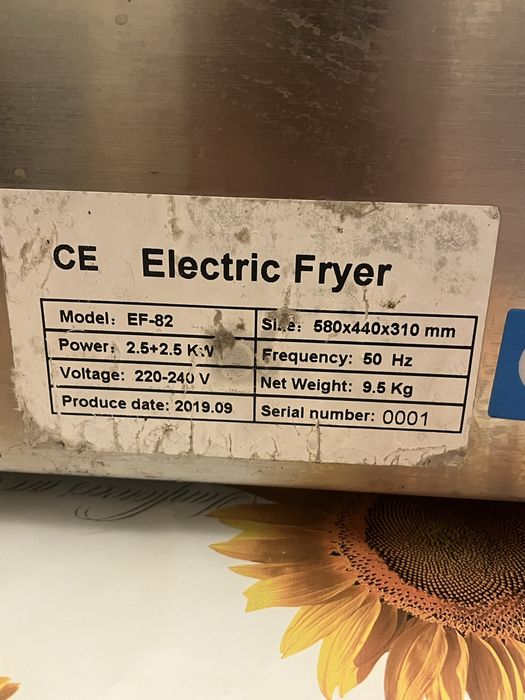 CE Electric Fryer
Model: EF-82
Size: 580x440x310 mm
Power: 2.5+2.5 KW
Frequency: 50 Hz
Voltage: 220-240 V
Net Weight: 9.5 Kg
Produce date: 2019.09
Serial number: 0001